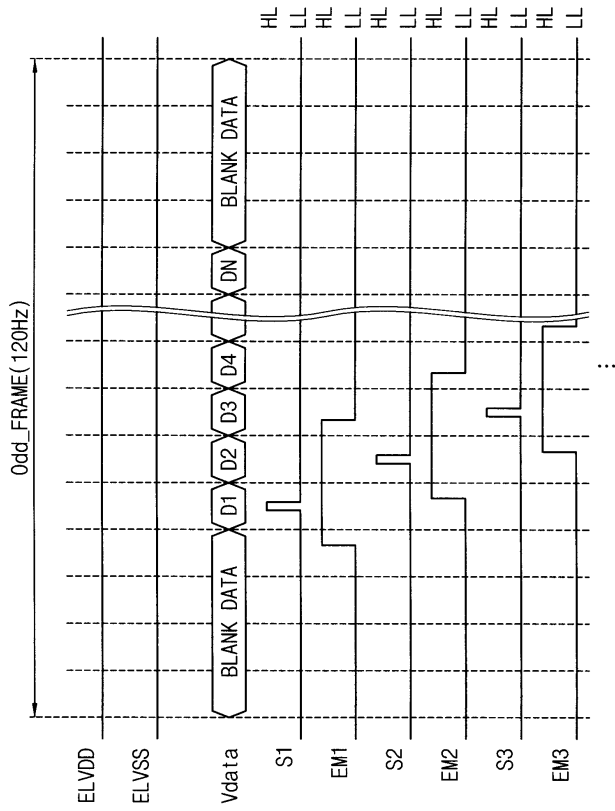 Odd_FRAME(120Hz)
ELVDD
ELVSS
Vdata BLANK DATA D1 D2 D3 D4 DN BLANK DATA
S1 HL
LL
EM1 HL
LL
S2 HL
LL
EM2 HL
LL
S3 HL
LL
EM3 HL
LL
...